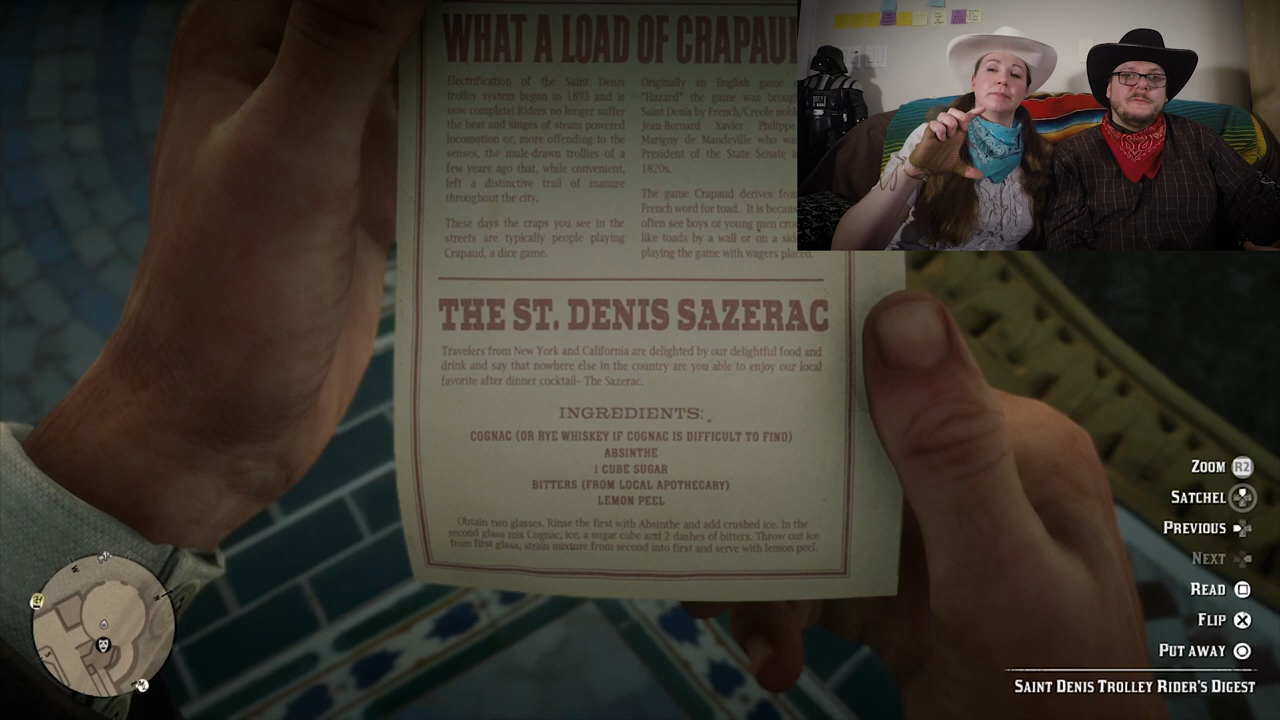 WHAT A LOAD OF CRAPAU
Electrification of the Saint Denis
trolley system began in 1893 and is
now complete! Riders no longer suffer
the heat and singes of steam powered
locomotion or, more offending to the
senses, the mule-drawn trollies of a
few years ago that, while convenient,
left a distinctive trail of manure
throughout the city.
These days the craps you see in the
streets are typically people playing
Crapaud, a dice game.
Originally an English game
"Hazard" the game was
Saint Denis by French/Creole
Jean-Bernard Xavier Philippe
Marigny de Mandeville who
President of the State Senate
1820s.
The game Crapaud derives
French word for toad. It is
often see boys or young men
like toads by a wall or on a
playing the game with wagers placed.
THE ST. DENIS SAZERAC
Travelers from New York and California are delighted by our delightful food and
drink and say that nowhere else in the country are you able to enjoy our local
favorite after dinner cocktail- The Sazerac.
INGREDIENTS:
COGNAC (OR RYE WHISKEY IF COGNAC IS DIFFICULT TO FIND)
ABSINTHE
1 CUBE SUGAR
BITTERS (FROM LOCAL APOTHECARY)
LEMON PEEL
Obtain two glasses. Rinse the first with Absinthe and add crushed ice. In the
second glass mix Cognac, ice, a sugar cube and 2 dashes of bitters. Throw out ice
from first glass, strain mixture from second into first and serve with lemon peel.
ZOOM R2
SATCHEL
PREVIOUS
NEXT
READ
FLIP
PUT AWAY
SAINT DENIS TROLLEY RIDER'S DIGEST